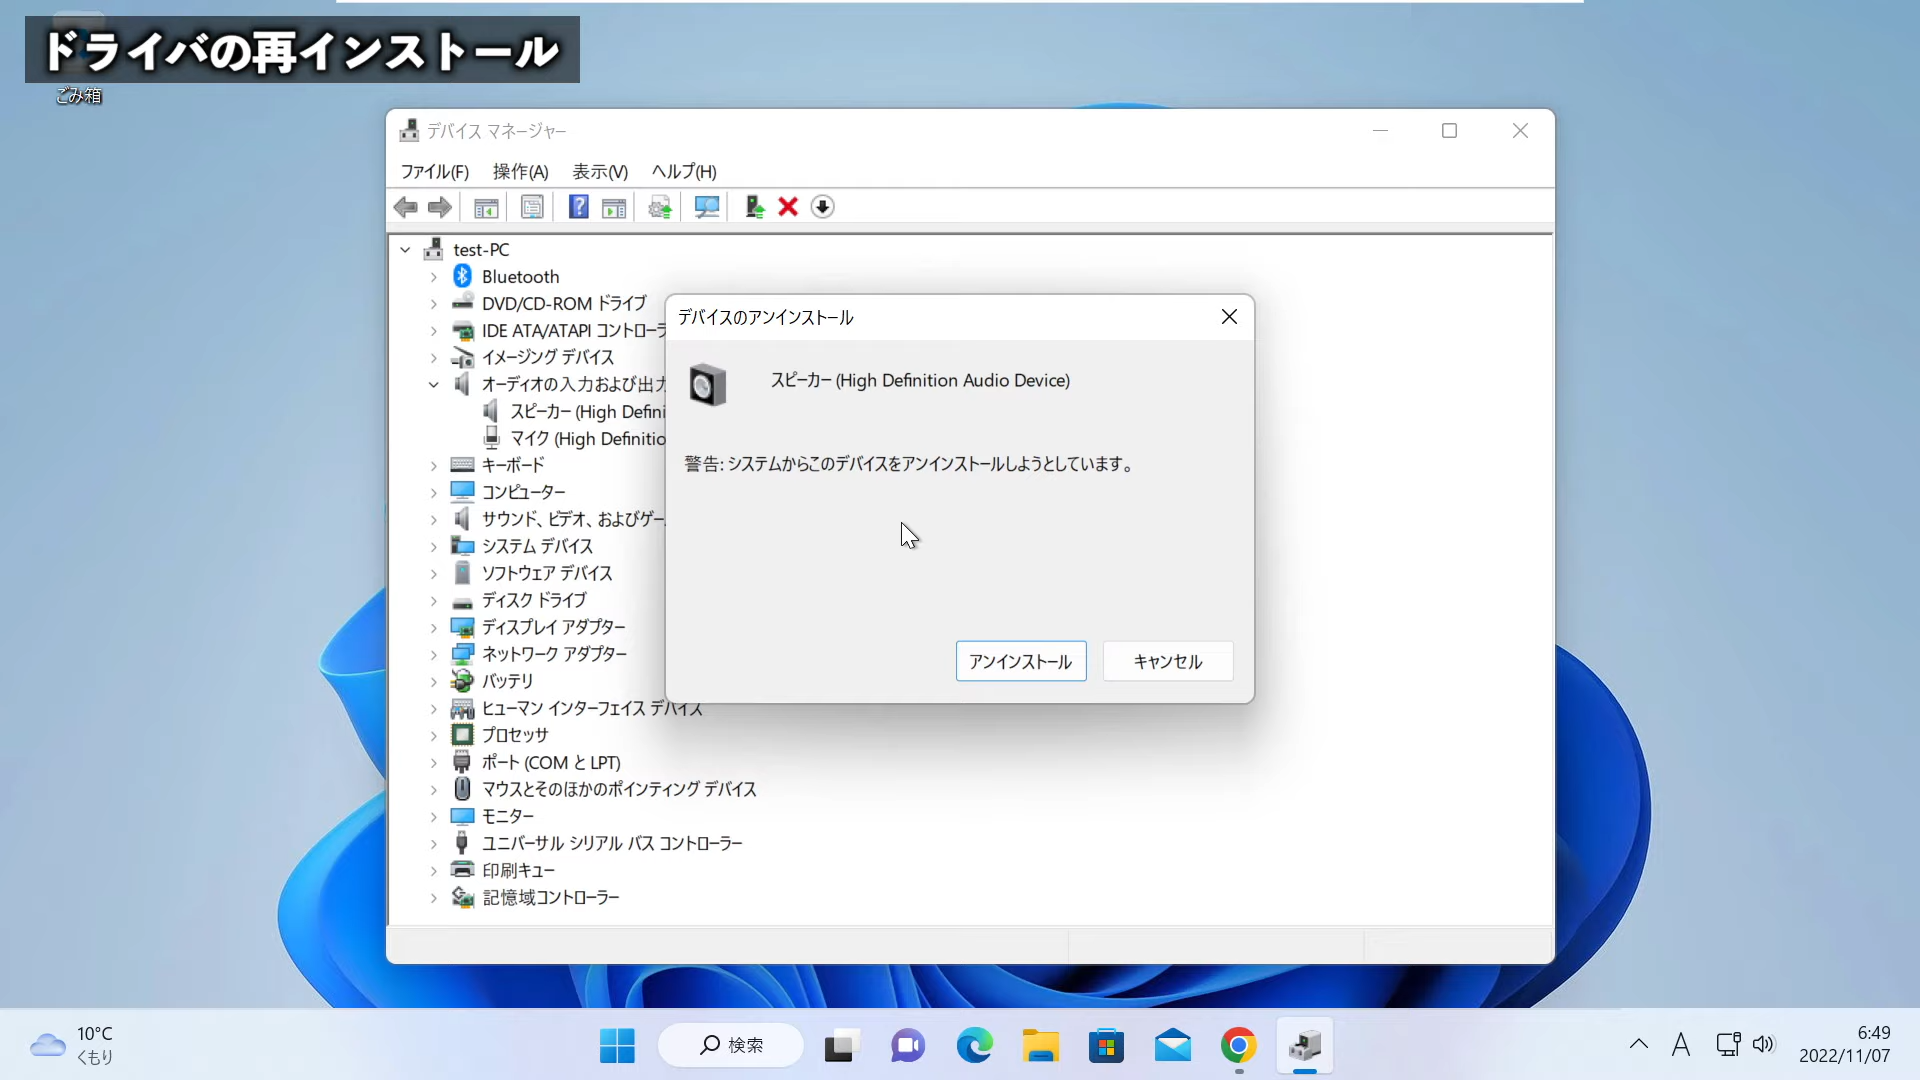 ドライバの再インストール
ごみ箱
デバイス マネージャー
ファイル(F) 操作(A) 表示(V) ヘルプ(H)
test-PC
Bluetooth
DVD/CD-ROM ドライブ
IDE ATA/ATAPI コントローラ
イメージング デバイス
オーディオの入力および出力
スピーカー (High Defini
マイク (High Definitio
キーボード
コンピューター
サウンド、ビデオ、およびゲー
システム デバイス
ソフトウェア デバイス
ディスク ドライブ
ディスプレイ アダプター
ネットワーク アダプター
バッテリ
ヒューマン インターフェイス デバイス
プロセッサ
ポート (COM と LPT)
マウスとそのほかのポインティング デバイス
モニター
ユニバーサル シリアル バス コントローラー
印刷キュー
記憶域コントローラー
デバイスのアンインストール
スピーカー (High Definition Audio Device)
警告: システムからこのデバイスをアンインストールしようとしています。
アンインストール キャンセル
10°C
くもり
検索
A
6:49
2022/11/07